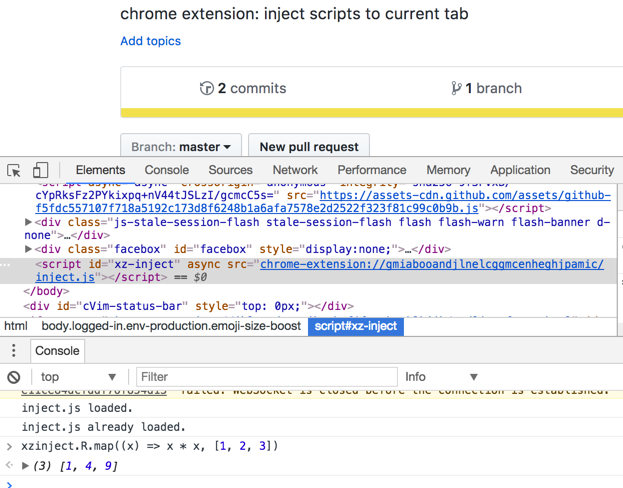 chrome extension: inject scripts to current tab
Add topics
2 commits 1 branch
Branch: master New pull request
Elements Console Sources Network Performance Memory Application Security
cYpRksFz2PYkixpq+nV44tJSLzI/gcmcC5s=" src="https://assets-cdn.github.com/assets/github-
f5fdc557107f718a5192c173d8f6248b1a6afa7578e2d2522f323f81c99c0b9b.js"></script>
▶<div class="js-stale-session-flash stale-session-flash flash flash-warn flash-banner d-
none">…</div>
▶<div class="facebox" id="facebox" style="display:none;">…</div>
<script id="xz-inject" async src="chrome-extension://gmiabooandjlnelcggmcenheghjpamic/
inject.js"></script> == $0
</body>
<div id="cVim-status-bar" style="top: 0px;"></div>
html body.logged-in.env-production.emoji-size-boost script#xz-inject
Console
top ▼ Filter Info ▼
failed: WebSocket is closed before the connection is established.
inject.js loaded.
inject.js already loaded.
> xzinject.R.map((x) => x * x, [1, 2, 3])
▶(3) [1, 4, 9]
>